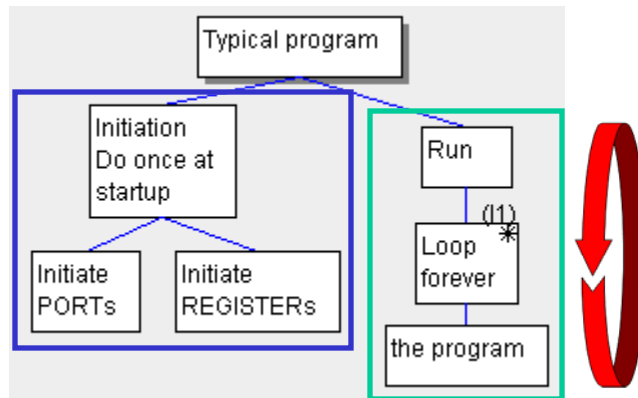 Typical program
Initiation
Do once at
startup
Initiate
PORTs
Initiate
REGISTERs
Run
(I1)
*
Loop
forever
the program